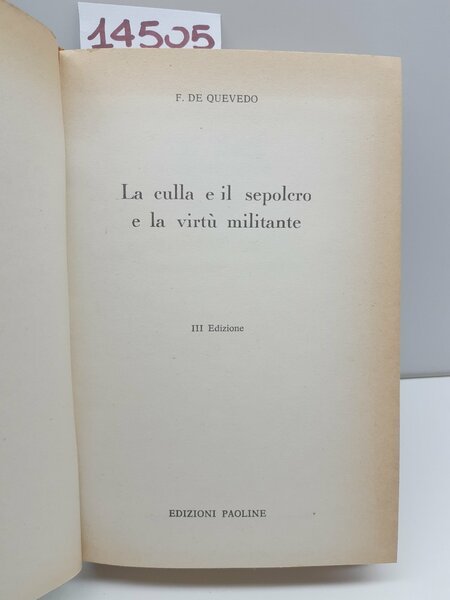 14505
F. DE QUEVEDO
La culla e il sepolcro
e la virtù militante
III Edizione
EDIZIONI PAOLINE